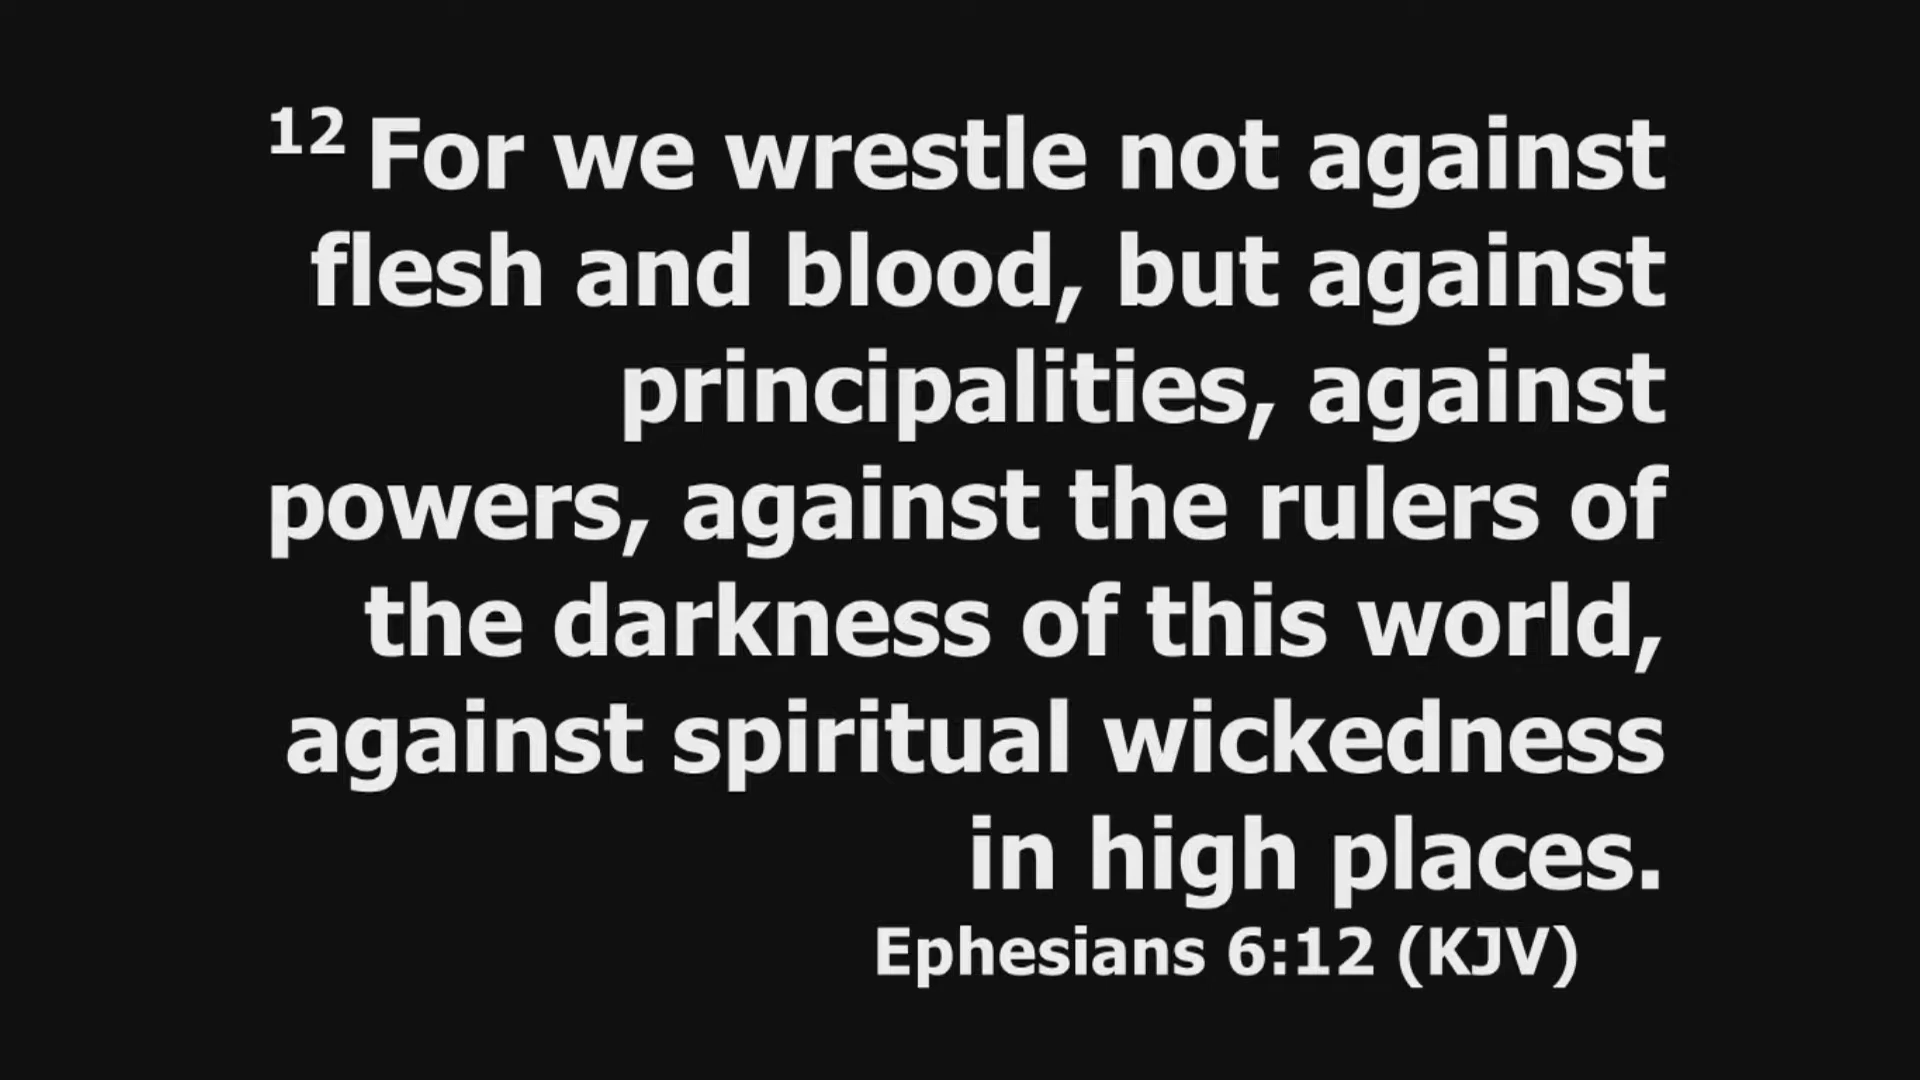 12 For we wrestle not against
flesh and blood, but against
principalities, against
powers, against the rulers of
the darkness of this world,
against spiritual wickedness
in high places.
Ephesians 6:12 (KJV)